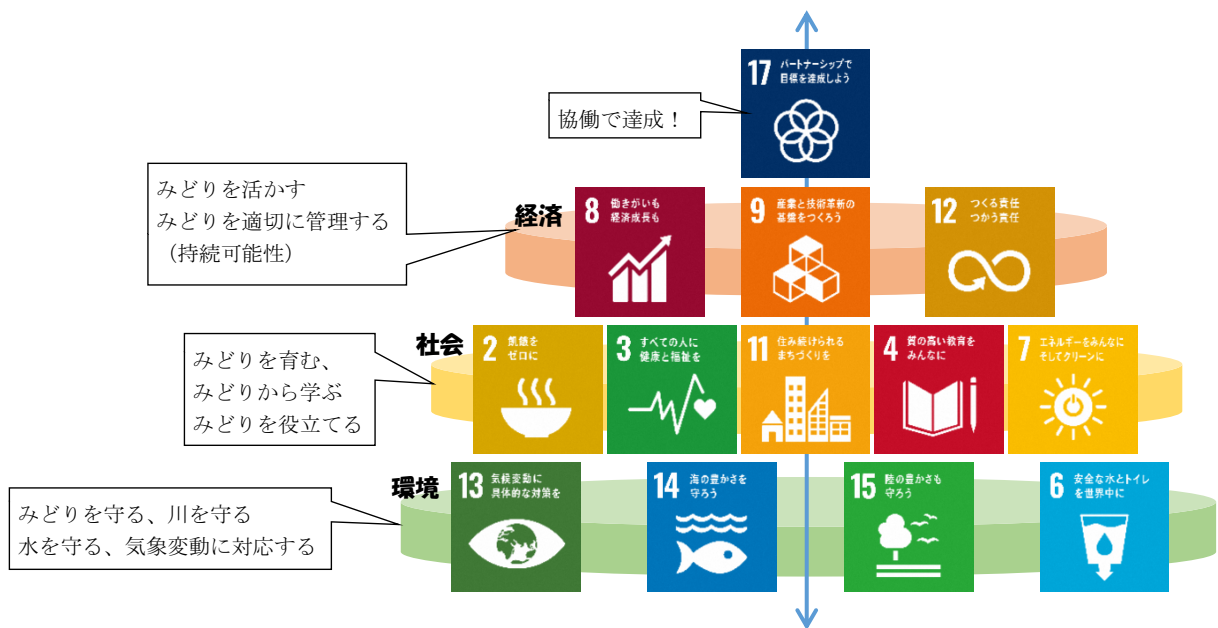 17 パートナーシップで
目標を達成しよう
協働で達成！
みどりを活かす
みどりを適切に管理する
（持続可能性）
経済
8 働きがいも
経済成長も
9 産業と技術革新の
基盤をつくろう
12 つくる責任
つかう責任
社会
みどりを育む、
みどりから学ぶ
みどりを役立てる
2 飢餓を
ゼロに
3 すべての人に
健康と福祉を
11 住み続けられる
まちづくりを
4 質の高い教育を
みんなに
7 エネルギーをみんなに
そしてクリーンに
環境
みどりを守る、川を守る
水を守る、気象変動に対応する
13 気候変動に
具体的な対策を
14 海の豊かさを
守ろう
15 陸の豊かさも
守ろう
6 安全な水とトイレ
を世界中に